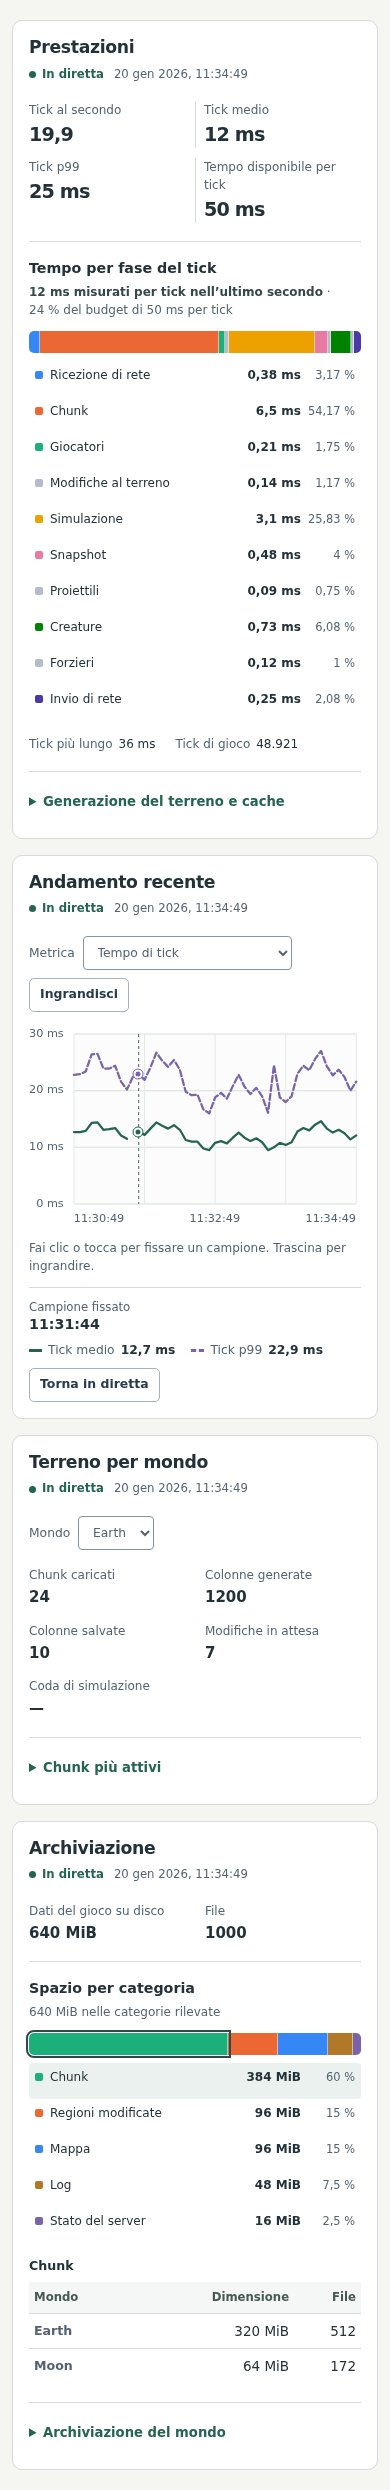 Prestazioni
In diretta 20 gen 2026, 11:34:49
Tick al secondo
19,9
Tick medio
12 ms
Tick p99
25 ms
Tempo disponibile per
tick
50 ms
Tempo per fase del tick
12 ms misurati per tick nell’ultimo secondo ·
24 % del budget di 50 ms per tick
Ricezione di rete 0,38 ms 3,17 %
Chunk 6,5 ms 54,17 %
Giocatori 0,21 ms 1,75 %
Modifiche al terreno 0,14 ms 1,17 %
Simulazione 3,1 ms 25,83 %
Snapshot 0,48 ms 4 %
Proiettili 0,09 ms 0,75 %
Creature 0,73 ms 6,08 %
Forzieri 0,12 ms 1 %
Invio di rete 0,25 ms 2,08 %
Tick più lungo 36 ms Tick di gioco 48.921
Generazione del terreno e cache
Andamento recente
In diretta 20 gen 2026, 11:34:49
Metrica Tempo di tick
Ingrandisci
30 ms
20 ms
10 ms
0 ms
11:30:49 11:32:49 11:34:49
Fai clic o tocca per fissare un campione. Trascina per
ingrandire.
Campione fissato
11:31:44
Tick medio 12,7 ms Tick p99 22,9 ms
Torna in diretta
Terreno per mondo
In diretta 20 gen 2026, 11:34:49
Mondo Earth
Chunk caricati
24
Colonne generate
1200
Colonne salvate
10
Modifiche in attesa
7
Coda di simulazione
—
Chunk più attivi
Archiviazione
In diretta 20 gen 2026, 11:34:49
Dati del gioco su disco
640 MiB
File
1000
Spazio per categoria
640 MiB nelle categorie rilevate
Chunk 384 MiB 60 %
Regioni modificate 96 MiB 15 %
Mappa 96 MiB 15 %
Log 48 MiB 7,5 %
Stato del server 16 MiB 2,5 %
Chunk
Mondo Dimensione File
Earth 320 MiB 512
Moon 64 MiB 172
Archiviazione del mondo